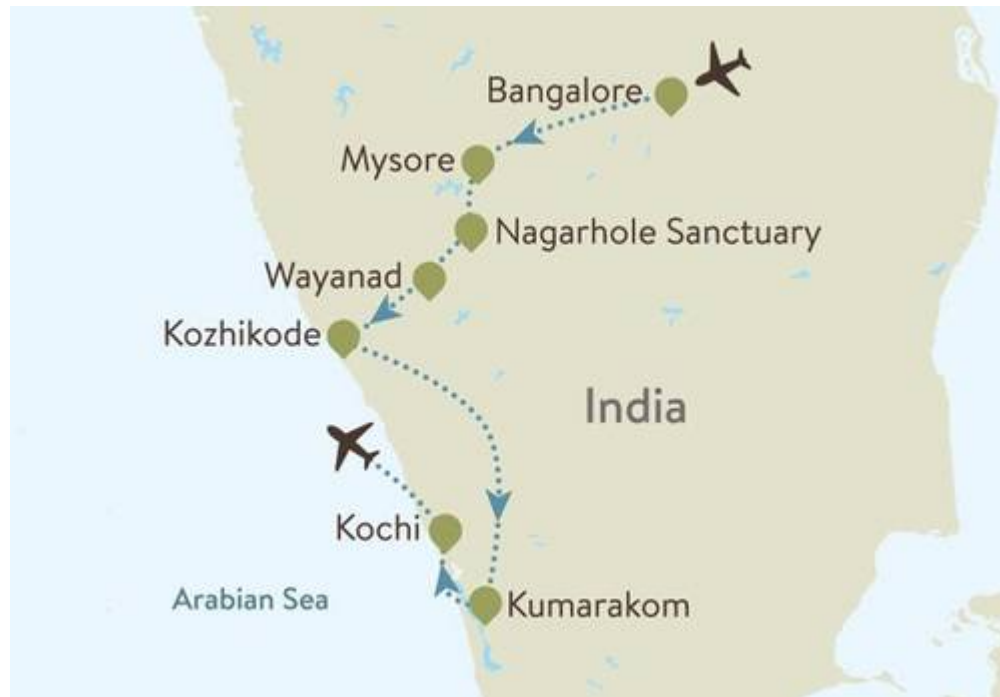 Bangalore
Mysore
Nagarhole Sanctuary
Wayanad
Kozhikode
India
Kochi
Arabian Sea
Kumarakom